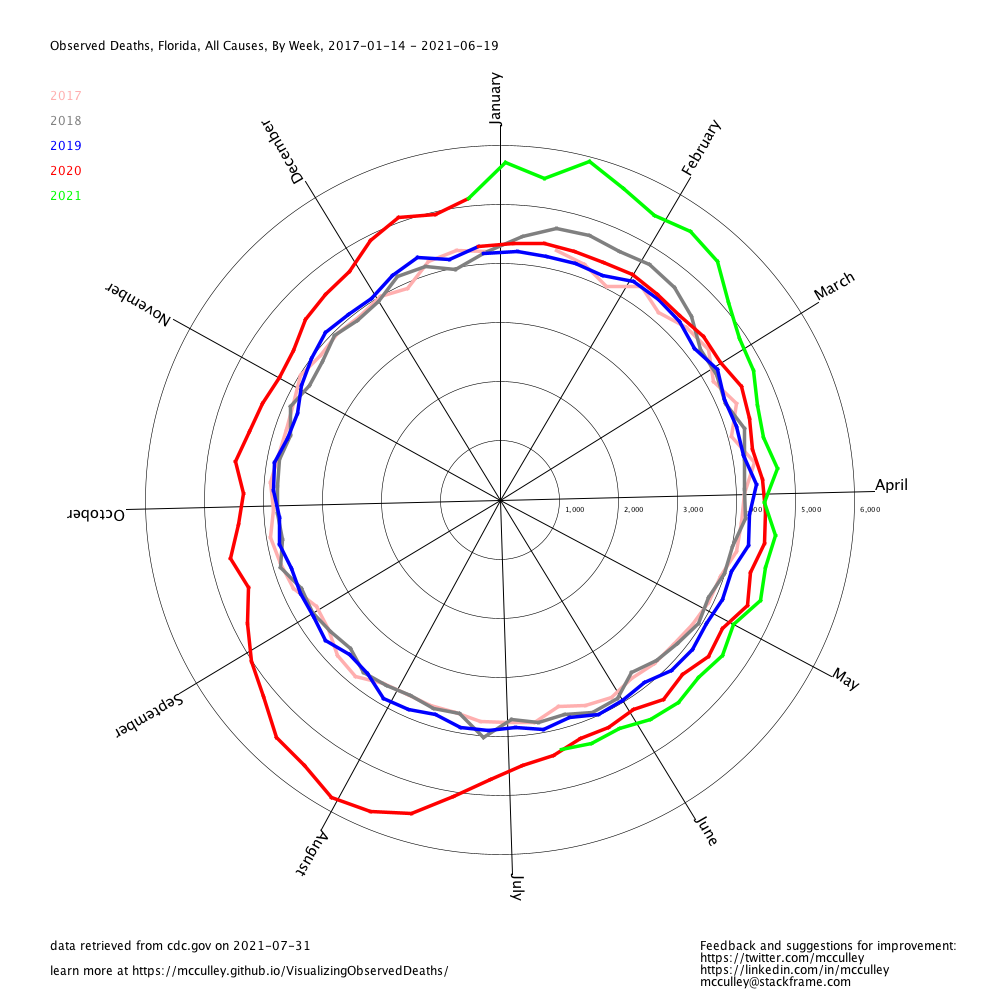 Observed Deaths, Florida, All Causes, By Week, 2017-01-14 - 2021-06-19
2017
2018
2019
2020
2021
January
February
March
April
May
June
July
August
September
October
November
December
1,000
2,000
3,000
5,000
6,000
data retrieved from cdc.gov on 2021-07-31
learn more at https://mcculley.github.io/VisualizingObservedDeaths/
Feedback and suggestions for improvement:
https://twitter.com/mcculley
https://linkedin.com/in/mcculley
mcculley@stackframe.com